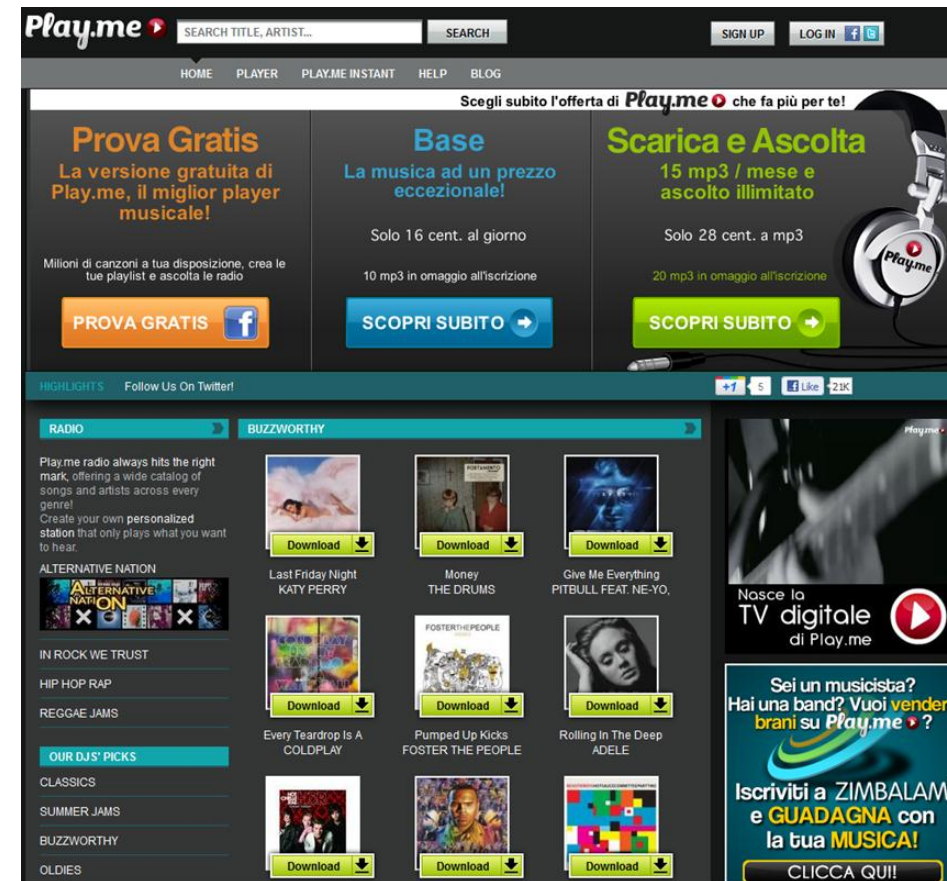 Play.me
SEARCH TITLE, ARTIST...
SEARCH
SIGN UP
LOG IN
HOME PLAYER PLAY.ME INSTANT HELP BLOG
Scegli subito l'offerta di Play.me che fa più per te!
Prova Gratis
La versione gratuita di
Play.me, il miglior player
musicale!
Milioni di canzoni a tua disposizione, crea le
tue playlist e ascolta le radio
PROVA GRATIS
Base
La musica ad un prezzo
eccezionale!
Solo 16 cent. al giorno
10 mp3 in omaggio all'iscrizione
SCOPRI SUBITO
Scarica e Ascolta
15 mp3 / mese e
ascolto illimitato
Solo 28 cent. a mp3
20 mp3 in omaggio all'iscrizione
SCOPRI SUBITO
Play.me
HIGHLIGHTS Follow Us On Twitter!
+1 5 Like 21K
RADIO
Play.me radio always hits the right
mark, offering a wide catalog of
songs and artists across every
genre!
Create your own personalized
station that only plays what you want
to hear.
ALTERNATIVE NATION
ALTERNATIVE
NATION
IN ROCK WE TRUST
HIP HOP RAP
REGGAE JAMS
OUR DJS' PICKS
CLASSICS
SUMMER JAMS
BUZZWORTHY
OLDIES
BUZZWORTHY
Download
Last Friday Night
KATY PERRY
PORTAMENTO
Download
Money
THE DRUMS
Download
Give Me Everything
PITBULL FEAT. NE-YO,
COLDPLAY
Download
Every Teardrop Is A
COLDPLAY
FOSTERTHEPEOPLE
Download
Pumped Up Kicks
FOSTER THE PEOPLE
Download
Rolling In The Deep
ADELE
Download
Download
Download
Play.me
Nasce la
TV digitale
di Play.me
Sei un musicista?
Hai una band? Vuoi vender
brani su Play.me ?
Iscriviti a ZIMBALAM
e GUADAGNA con
la tua MUSICA!
CLICCA QUI!